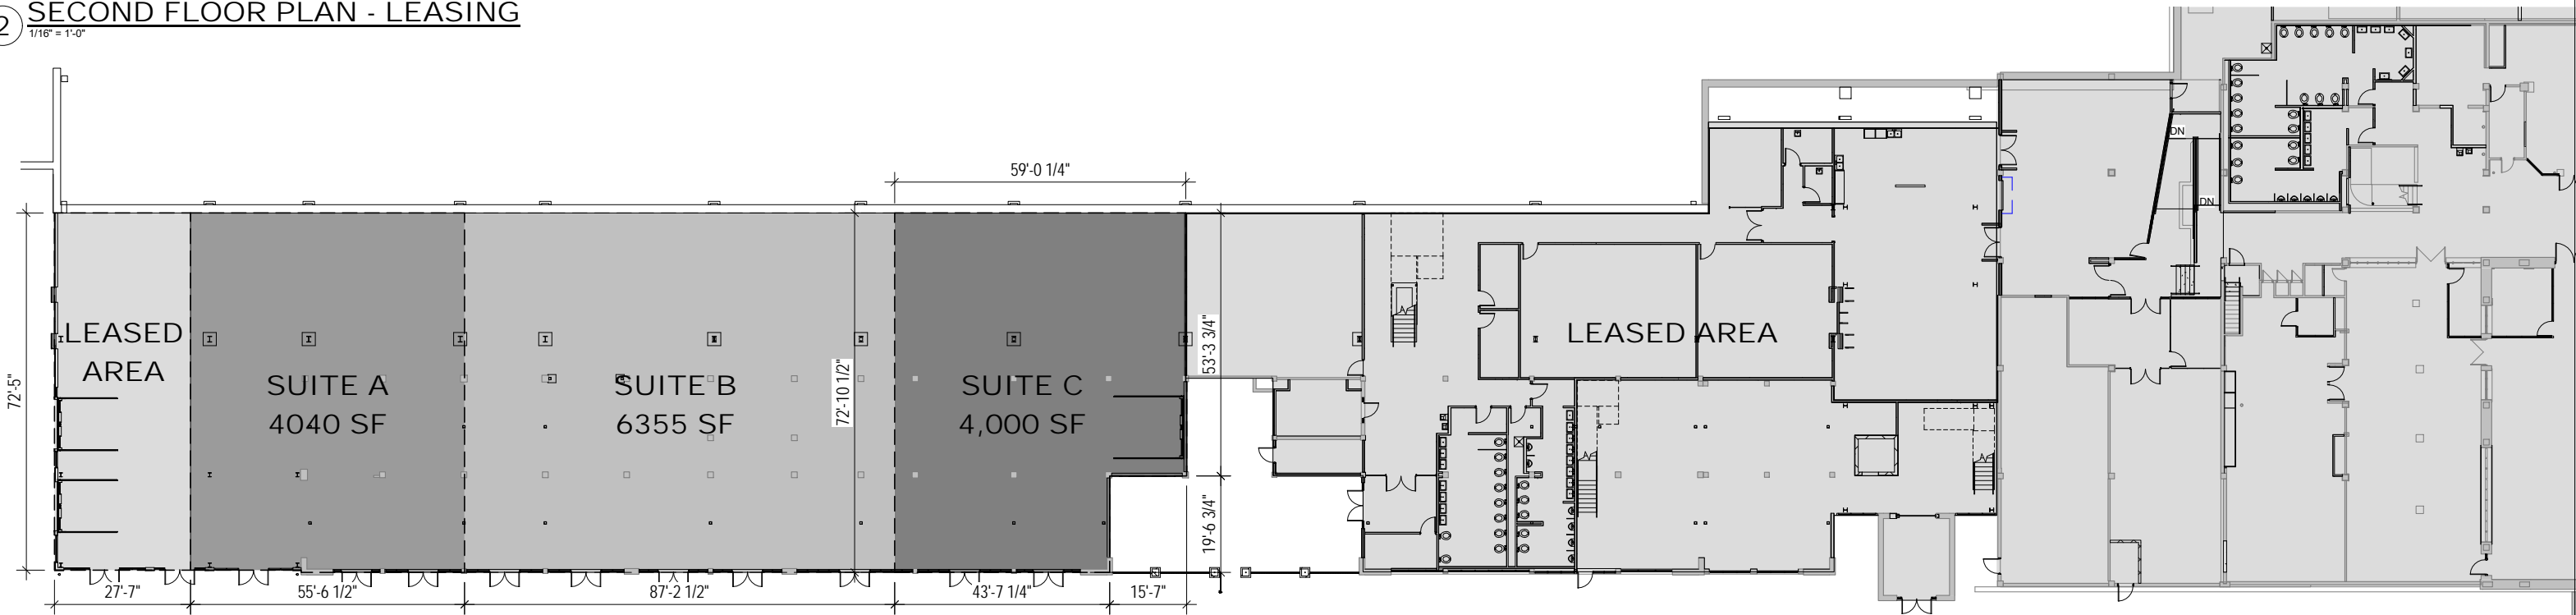 2 SECOND FLOOR PLAN - LEASING
1/16" = 1'-0"
59'-0 1/4"
DN
DN
LEASED
AREA
LEASED AREA
72'-5"
72'-10 1/2"
53'-3 3/4"
SUITE A
4040 SF
SUITE B
6355 SF
SUITE C
4,000 SF
19'-6 3/4"
27'-7"
55'-6 1/2"
87'-2 1/2"
43'-7 1/4"
15'-7"